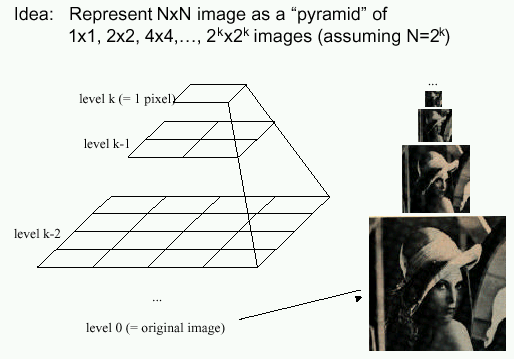 Idea: Represent NxN image as a “pyramid” of
1x1, 2x2, 4x4,…, 2ᵏx2ᵏ images (assuming N=2ᵏ)
...
level k (= 1 pixel)
level k-1
level k-2
...
level 0 (= original image)